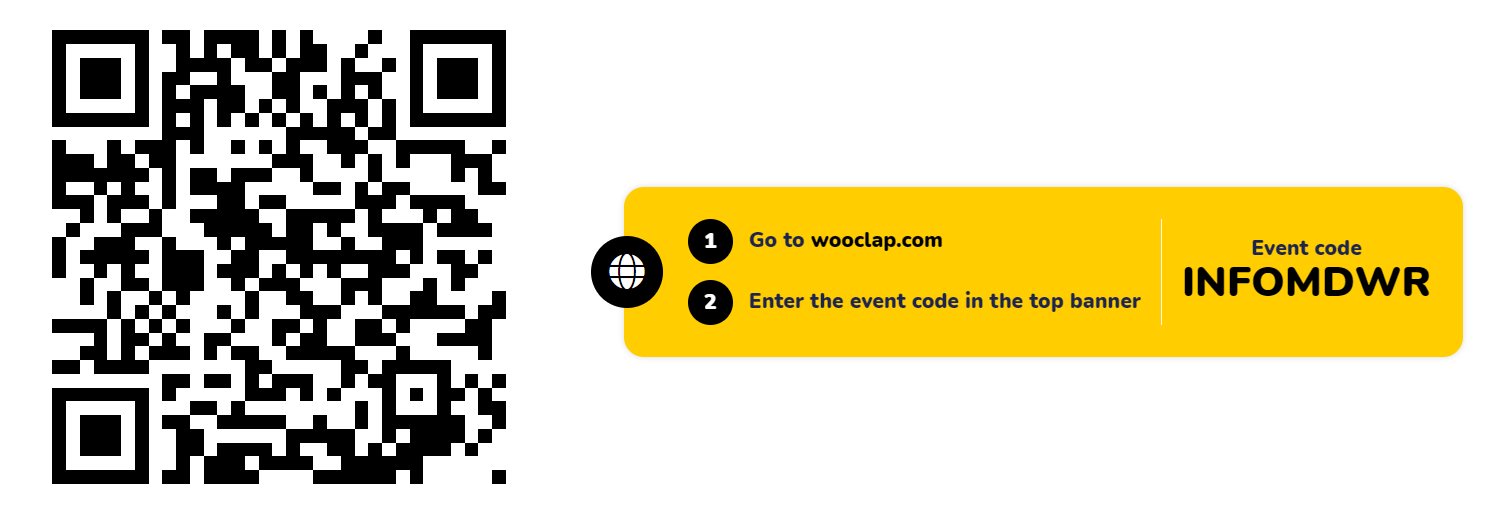 1 Go to wooclap.com
2 Enter the event code in the top banner
Event code
INFOMDWR